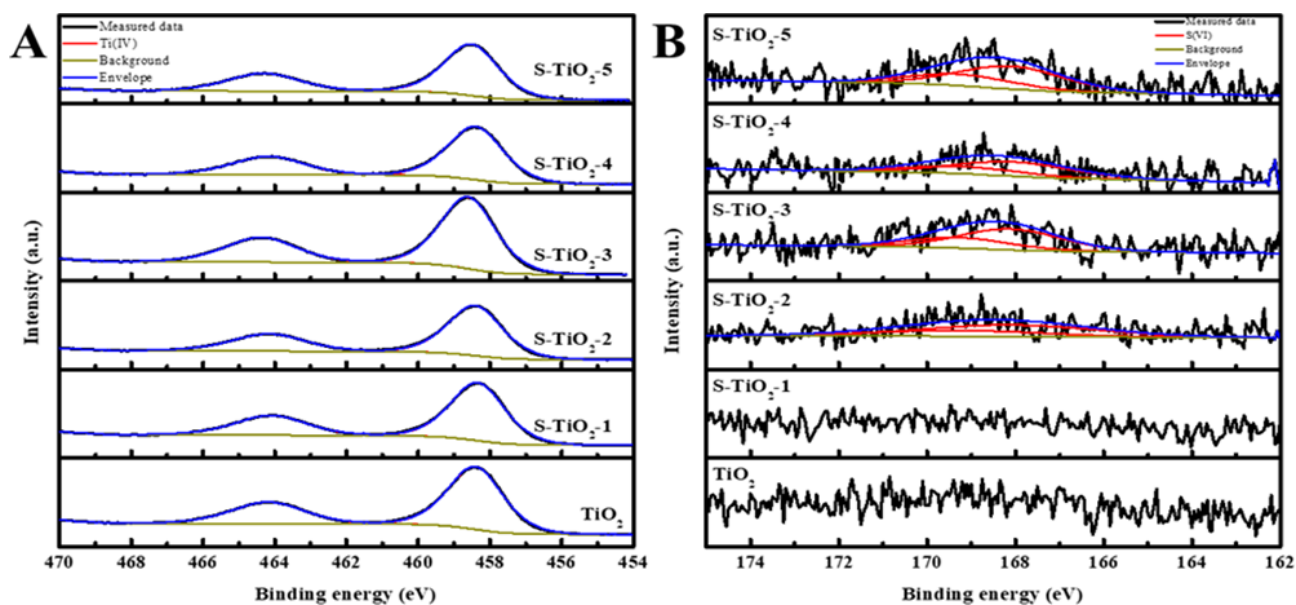 A
Measured data
Ti(IV)
Background
Envelope
S-TiO₂-5
S-TiO₂-4
S-TiO₂-3
S-TiO₂-2
S-TiO₂-1
TiO₂
Intensity (a.u.)
470 468 466 464 462 460 458 456 454
Binding energy (eV)
B
Measured data
S(VI)
Background
Envelope
S-TiO₂-5
S-TiO₂-4
S-TiO₂-3
S-TiO₂-2
S-TiO₂-1
TiO₂
Intensity (a.u.)
174 172 170 168 166 164 162
Binding energy (eV)